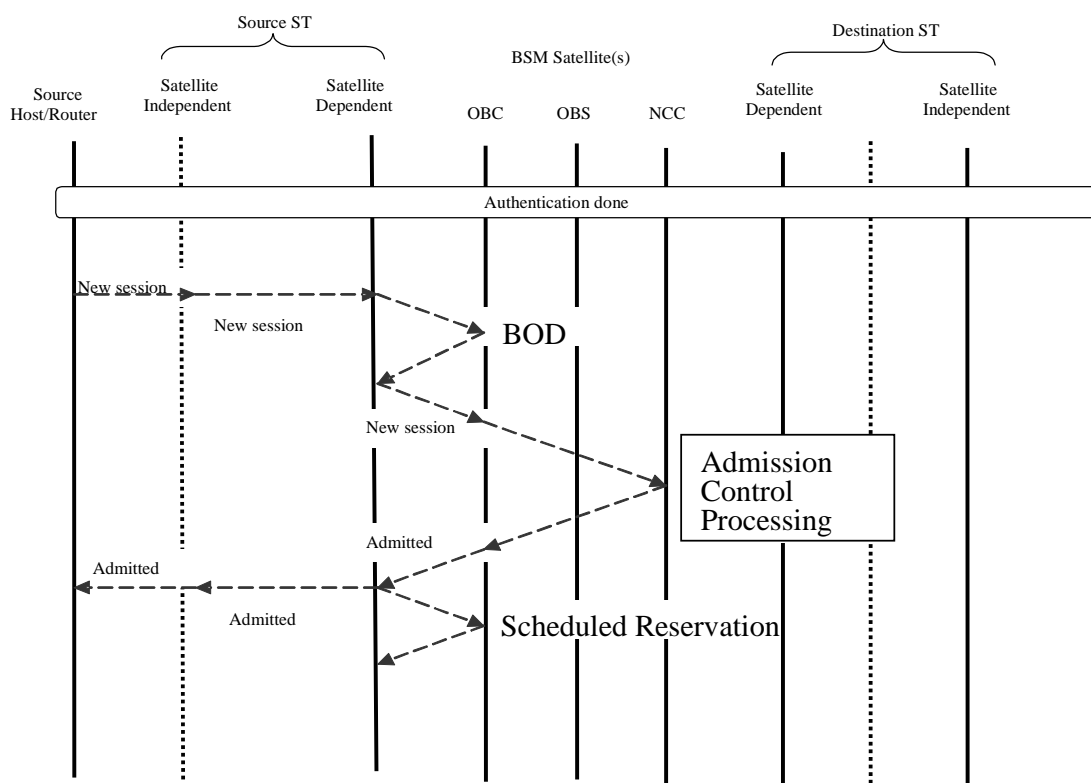 Source ST
Destination ST
BSM Satellite(s)
Source
Host/Router
Satellite
Independent
Satellite
Dependent
OBC
OBS
NCC
Satellite
Dependent
Satellite
Independent
Authentication done
New session
New session
BOD
New session
Admission
Control
Processing
Admitted
Admitted
Admitted
Scheduled Reservation